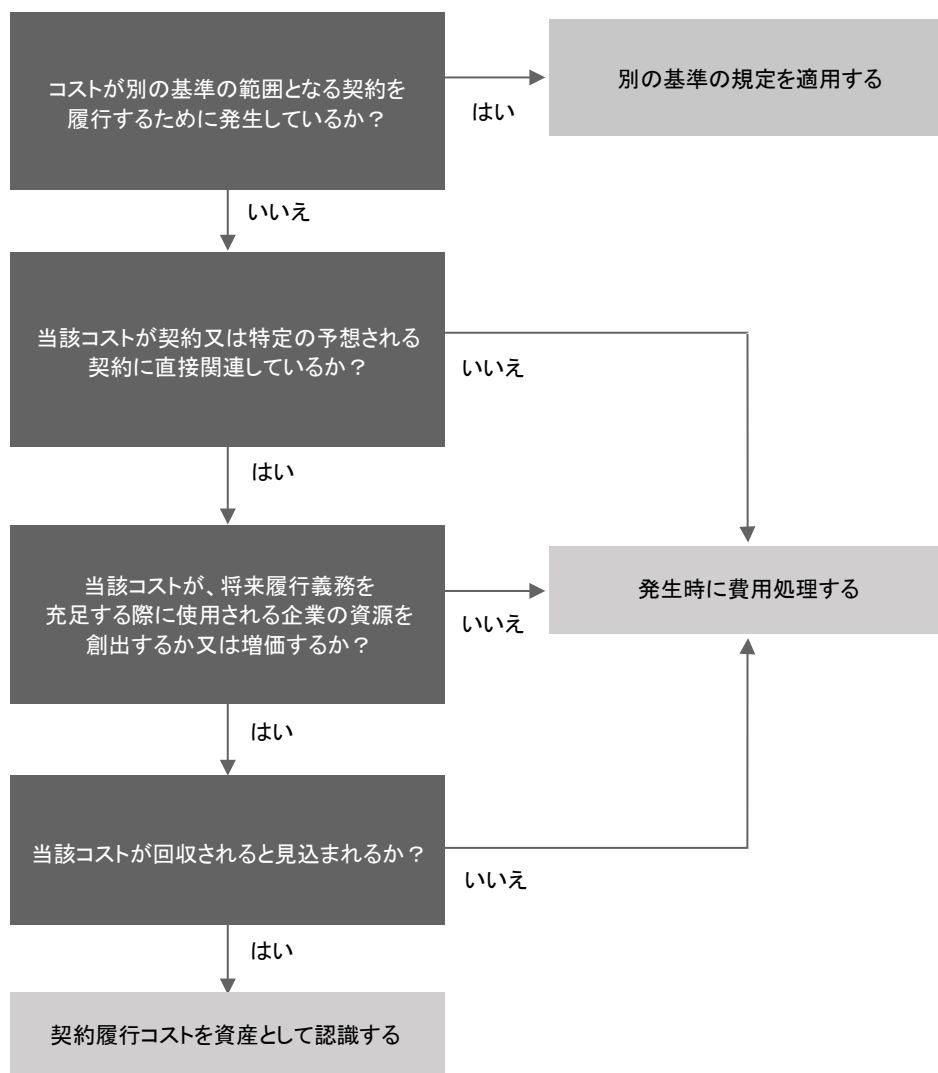 コストが別の基準の範囲となる契約を
履行するために発生しているか？
はい
別の基準の規定を適用する
いいえ
当該コストが契約又は特定の予想される
契約に直接関連しているか？
いいえ
はい
当該コストが、将来履行義務を
充足する際に使用される企業の資源を
創出するか又は増価するか？
いいえ
発生時に費用処理する
はい
当該コストが回収されると見込まれるか？
いいえ
はい
契約履行コストを資産として認識する